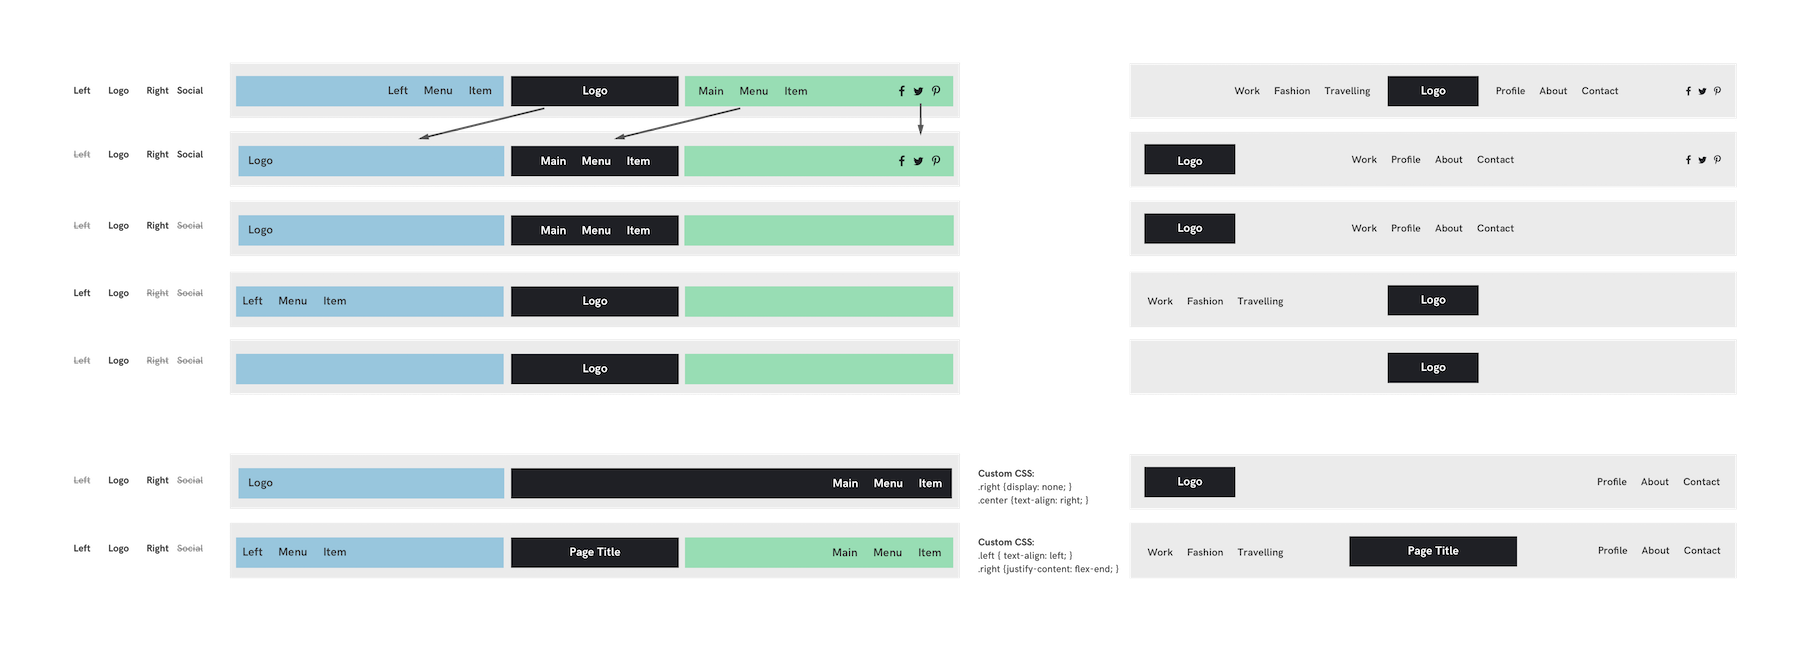 Left Logo Right Social Left Menu Item Logo Main Menu Item Work Fashion Travelling Logo Profile About Contact
Left Logo Right Social Logo Main Menu Item Logo Work Profile About Contact
Left Logo Right Social Logo Main Menu Item Logo Work Profile About Contact
Left Logo Right Social Left Menu Item Logo Work Fashion Travelling Logo
Left Logo Right Social Logo Logo
Left Logo Right Social Logo Main Menu Item
Custom CSS:
.right {display: none; }
.center {text-align: right; }
Logo Profile About Contact
Left Logo Right Social Left Menu Item Page Title Main Menu Item
Custom CSS:
.left { text-align: left; }
.right {justify-content: flex-end; }
Work Fashion Travelling Page Title Profile About Contact